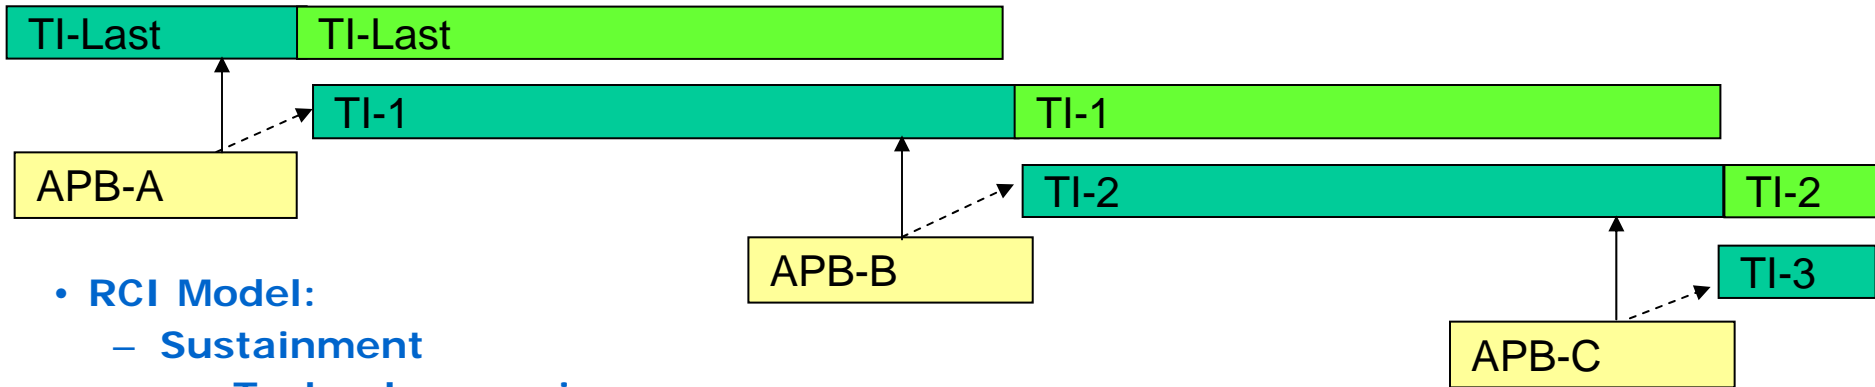 TI-Last TI-Last
TI-1 TI-1
APB-A
TI-2 TI-2
APB-B
TI-3
• RCI Model:
– Sustainment
APB-C